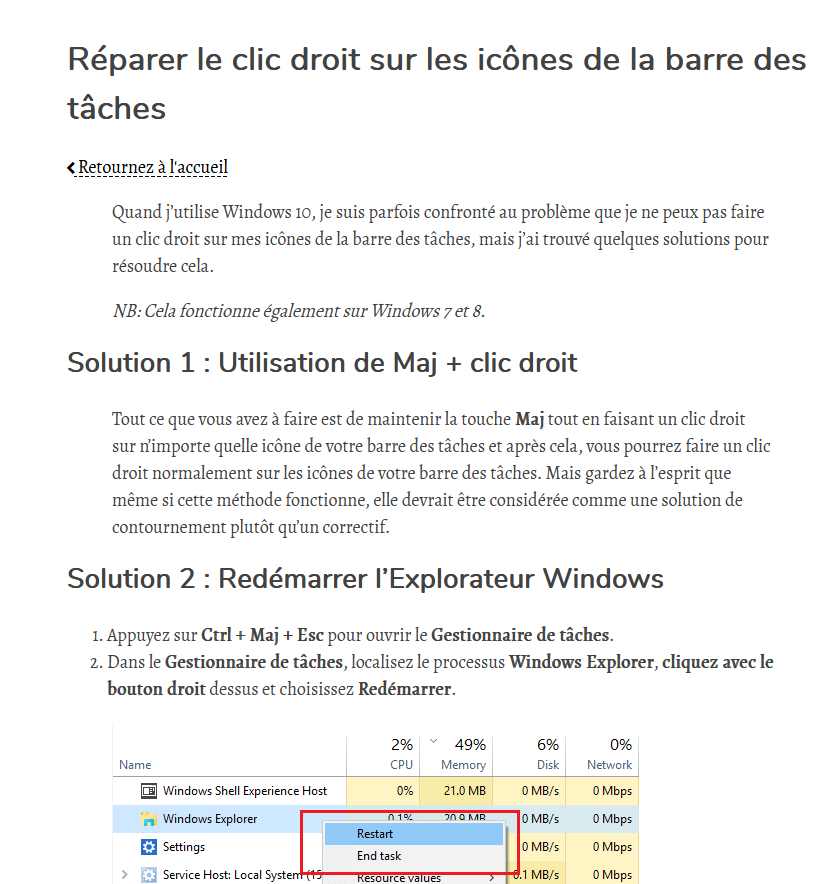 Réparer le clic droit sur les icônes de la barre des
tâches
Retournez à l'accueil
Quand j’utilise Windows 10, je suis parfois confronté au problème que je ne peux pas faire
un clic droit sur mes icônes de la barre des tâches, mais j’ai trouvé quelques solutions pour
résoudre cela.
NB: Cela fonctionne également sur Windows 7 et 8.
Solution 1 : Utilisation de Maj + clic droit
Tout ce que vous avez à faire est de maintenir la touche Maj tout en faisant un clic droit
sur n’importe quelle icône de votre barre des tâches et après cela, vous pourrez faire un clic
droit normalement sur les icônes de votre barre des tâches. Mais gardez à l’esprit que
même si cette méthode fonctionne, elle devrait être considérée comme une solution de
contournement plutôt qu’un correctif.
Solution 2 : Redémarrer l’Explorateur Windows
1. Appuyez sur Ctrl + Maj + Esc pour ouvrir le Gestionnaire de tâches.
2. Dans le Gestionnaire de tâches, localisez le processus Windows Explorer, cliquez avec le
bouton droit dessus et choisissez Redémarrer.
2% 49% 6% 0%
Name CPU Memory Disk Network
Windows Shell Experience Host 0% 21.0 MB 0 MB/s 0 Mbps
Windows Explorer 0.1% 20.9 MB 0 Mbps
Restart
Settings 0 MB/s 0 Mbps
End task
Service Host: Local System (15 0.1 MB/s 0 Mbps
Resource values